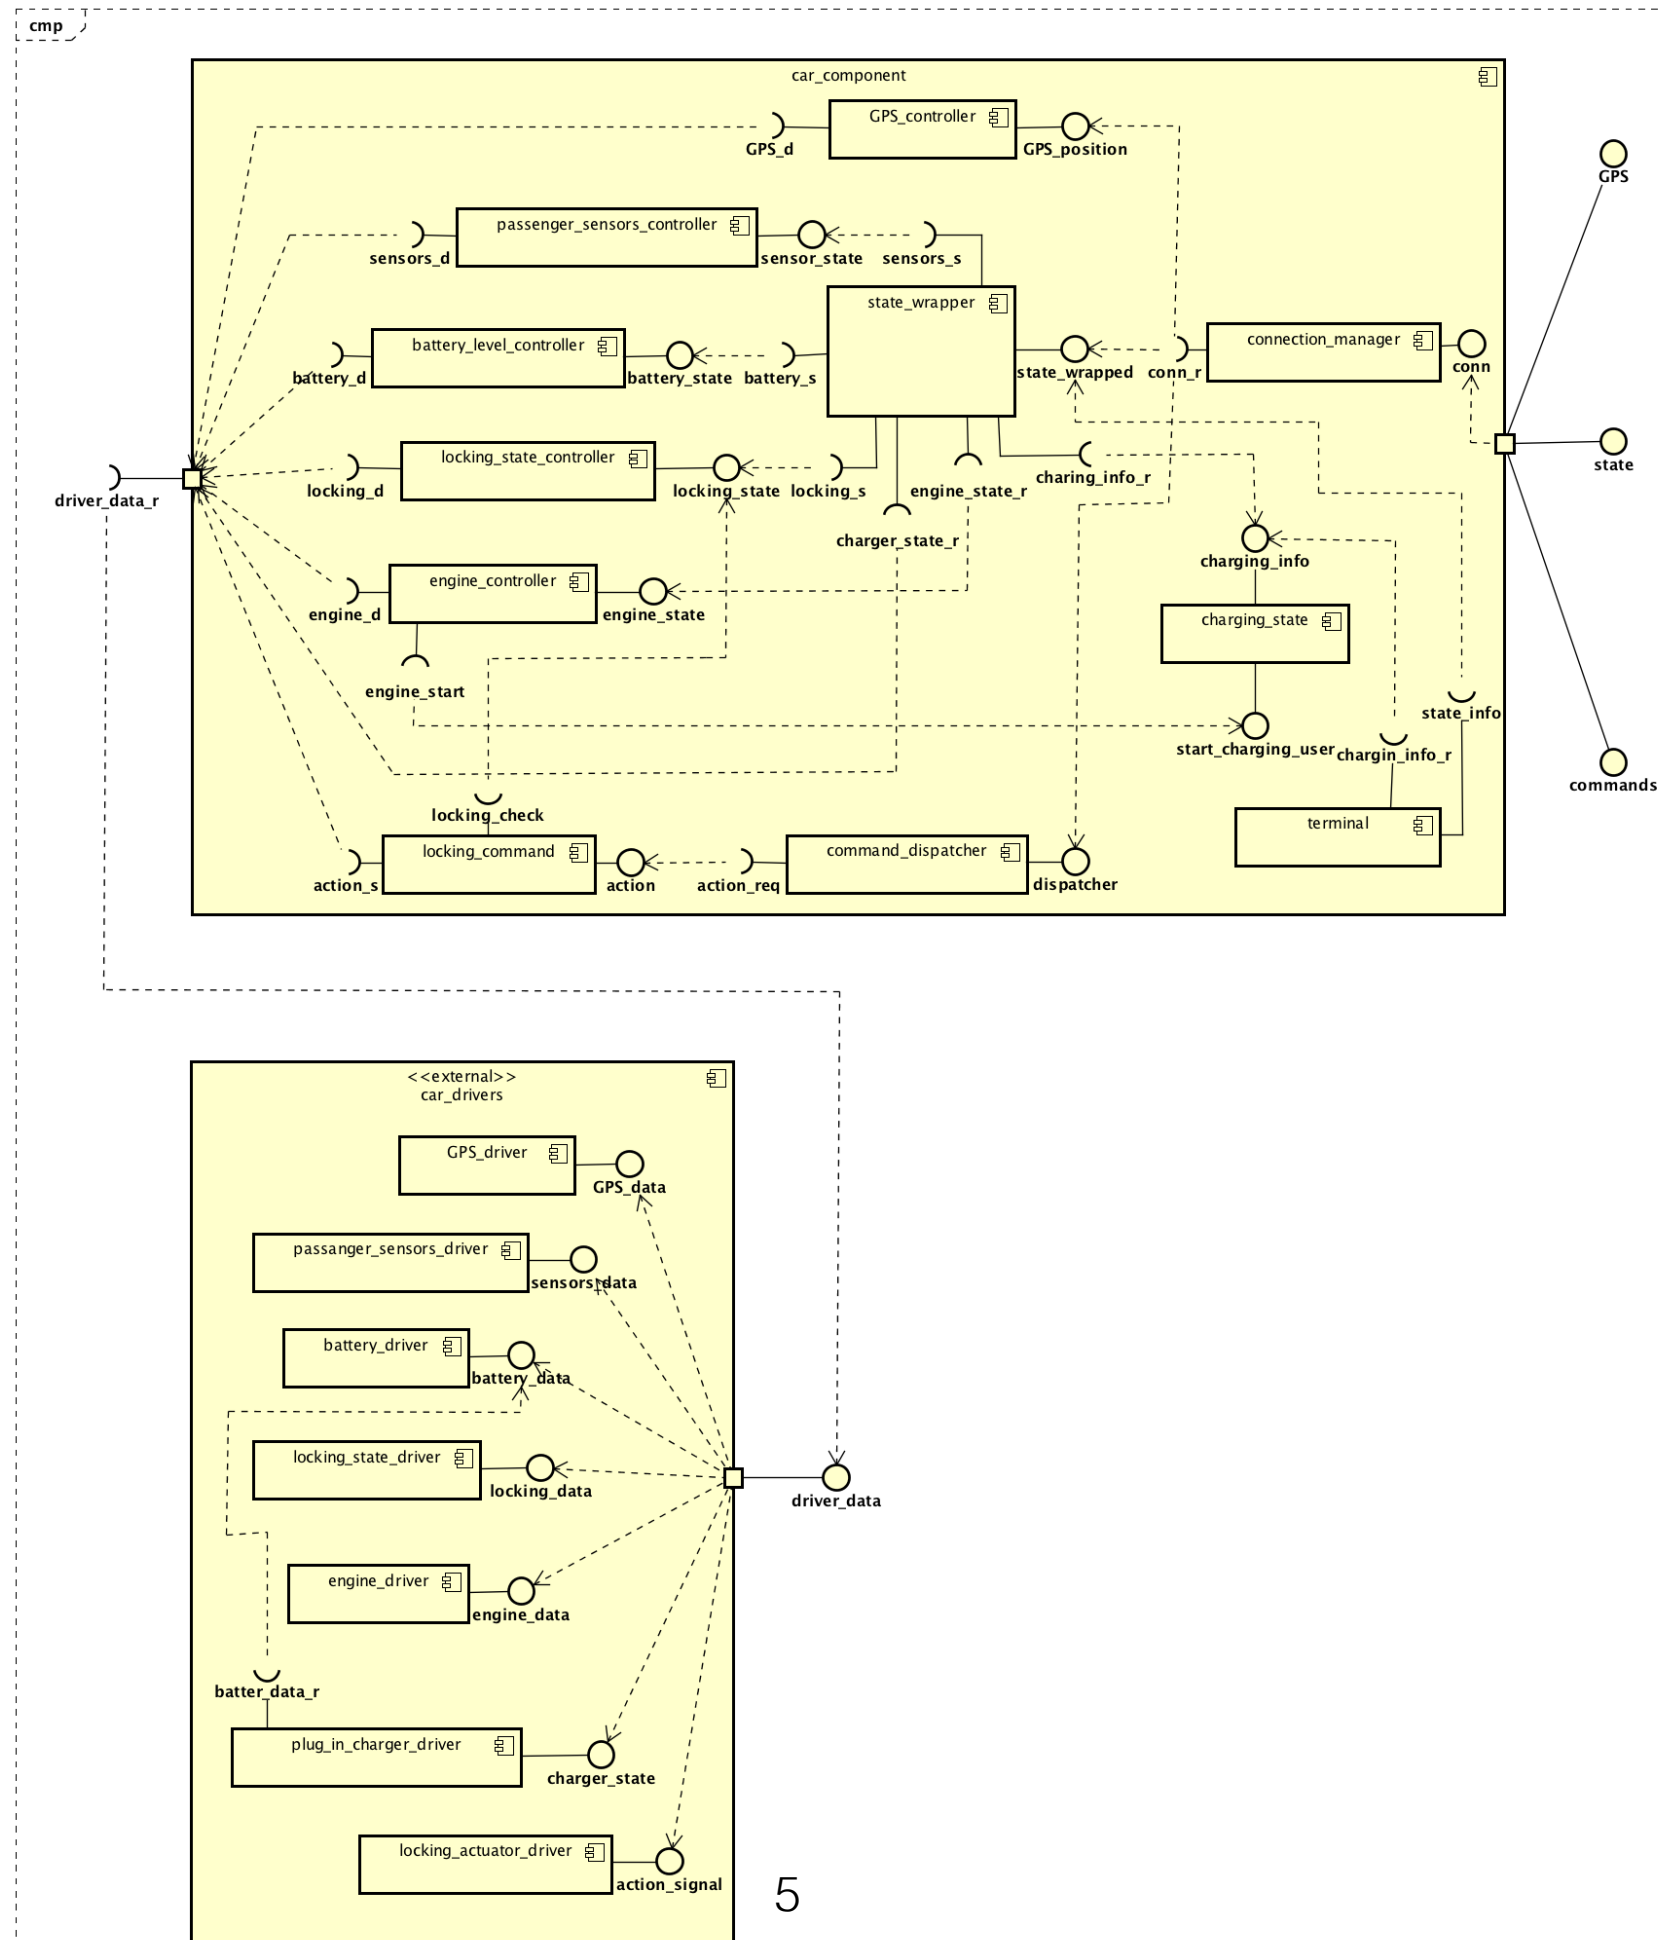 cmp
car_component
GPS_controller
GPS_d
GPS_position
GPS
passenger_sensors_controller
sensors_d
sensor_state
sensors_s
state_wrapper
battery_level_controller
connection_manager
battery_d
battery_state
battery_s
state_wrapped
conn_r
conn
locking_state_controller
state
driver_data_r
locking_d
locking_state
locking_s
engine_state_r
charing_info_r
charger_state_r
charging_info
engine_controller
engine_d
engine_state
charging_state
engine_start
state_info
start_charging_user
chargin_info_r
commands
locking_check
terminal
locking_command
command_dispatcher
action_s
action
action_req
dispatcher
<<external>>
car_drivers
GPS_driver
GPS_data
passanger_sensors_driver
sensors_data
battery_driver
battery_data
locking_state_driver
locking_data
driver_data
engine_driver
engine_data
batter_data_r
plug_in_charger_driver
charger_state
locking_actuator_driver
action_signal
5